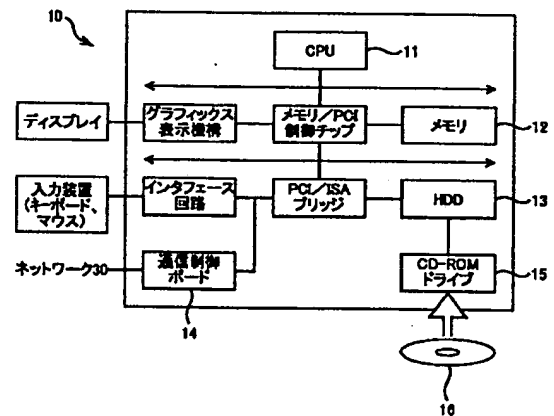 10
CPU
11
ディスプレイ
グラフィックス
表示機構
メモリ/PCI
制御チップ
メモリ
12
入力装置
(キーボード、
マウス)
インタフェース
回路
PCI/ISA
ブリッジ
HDD
13
ネットワーク30
通信制御
ボード
14
CD-ROM
ドライブ
15
16